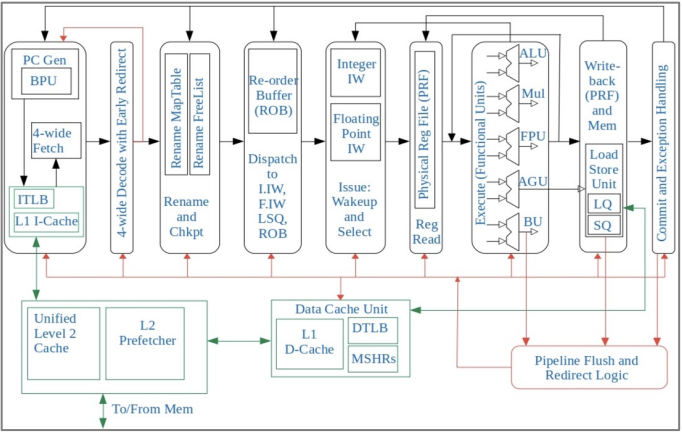 PC Gen
BPU
4-wide
Fetch
ITLB
L1 I-Cache
4-wide Decode with Early Redirect
Rename MapTable
Rename FreeList
Rename
and
Chkpt
Re-order
Buffer
(ROB)
Dispatch
to
I.IW,
F.IW
LSQ,
ROB
Integer
IW
Floating
Point
IW
Issue:
Wakeup
and
Select
Physical Reg File (PRF)
Reg
Read
Execute (Functional Units)
ALU
Mul
FPU
AGU
BU
Write-
back
(PRF)
and
Mem
Load
Store
Unit
LQ
SQ
Commit and Exception Handling
Unified
Level 2
Cache
L2
Prefetcher
Data Cache Unit
L1
D-Cache
DTLB
MSHRs
Pipeline Flush and
Redirect Logic
To/From Mem